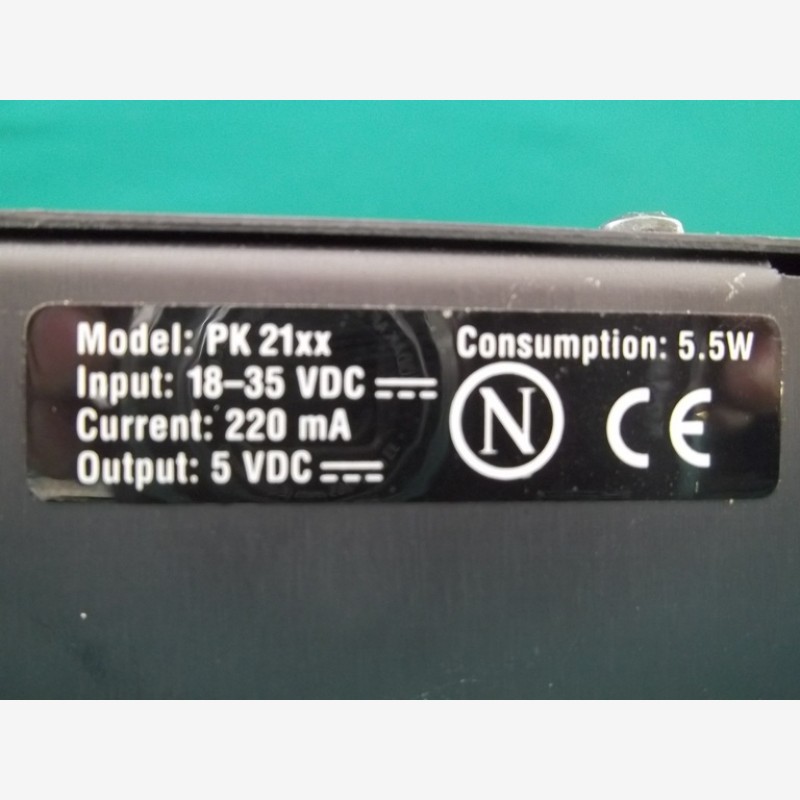 Model: PK 21xx
Input: 18–35 VDC
Current: 220 mA
Output: 5 VDC
Consumption: 5.5W
N CE